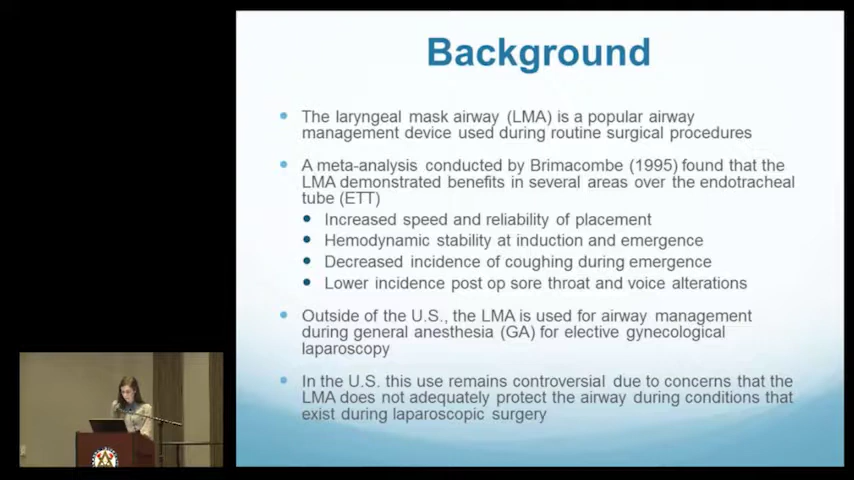 Background
The laryngeal mask airway (LMA) is a popular airway
management device used during routine surgical procedures
A meta-analysis conducted by Brimacombe (1995) found that the
LMA demonstrated benefits in several areas over the endotracheal
tube (ETT)
Increased speed and reliability of placement
Hemodynamic stability at induction and emergence
Decreased incidence of coughing during emergence
Lower incidence post op sore throat and voice alterations
Outside of the U.S., the LMA is used for airway management
during general anesthesia (GA) for elective gynecological
laparoscopy
In the U.S. this use remains controversial due to concerns that the
LMA does not adequately protect the airway during conditions that
exist during laparoscopic surgery